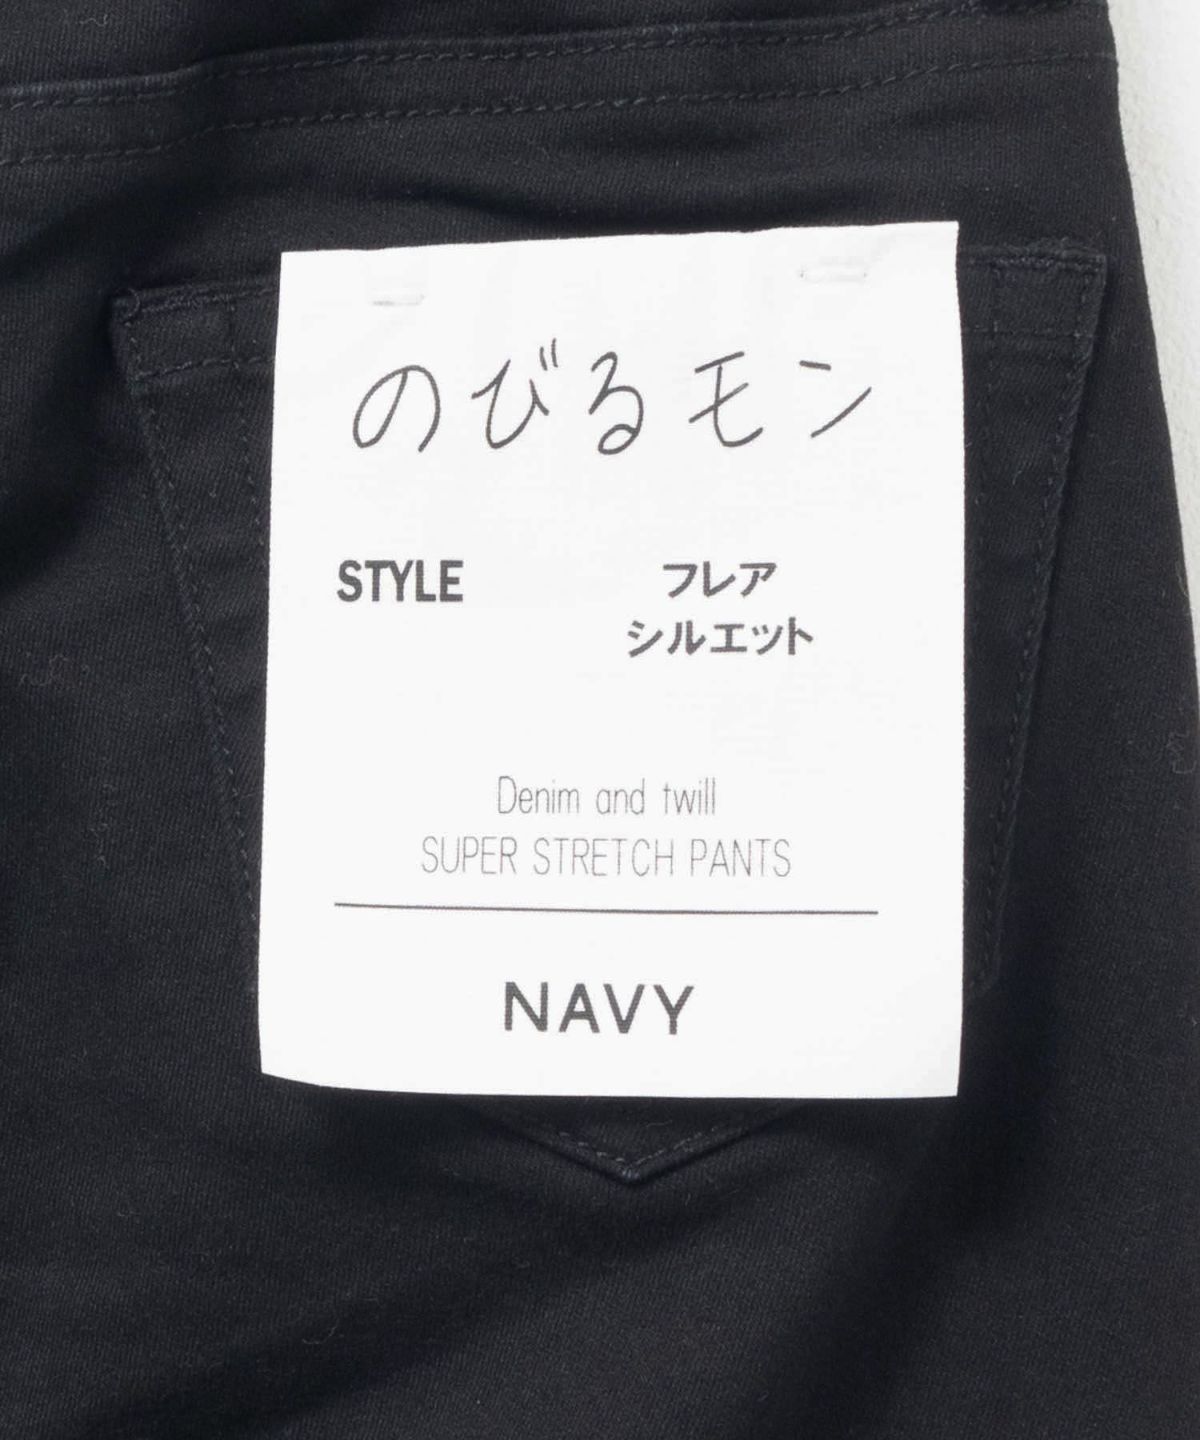 のびるモン
STYLE フレア
シルエット
Denim and twill
SUPER STRETCH PANTS
NAVY